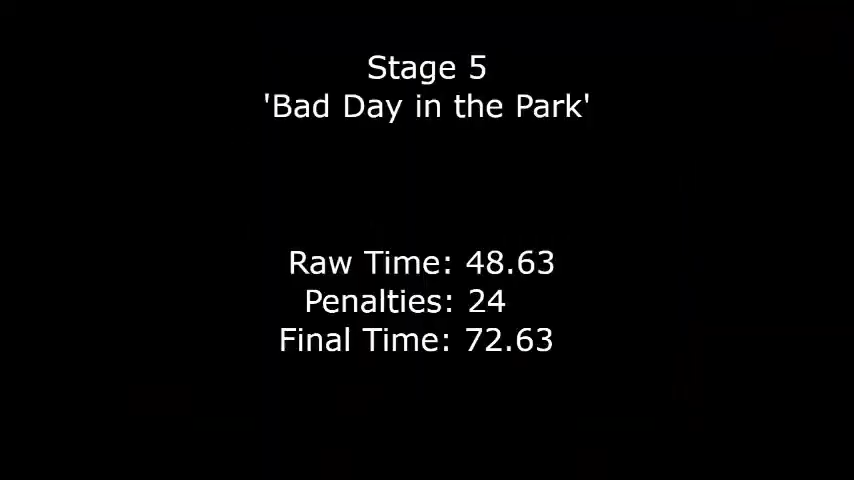 Stage 5
'Bad Day in the Park'
Raw Time: 48.63
Penalties: 24
Final Time: 72.63